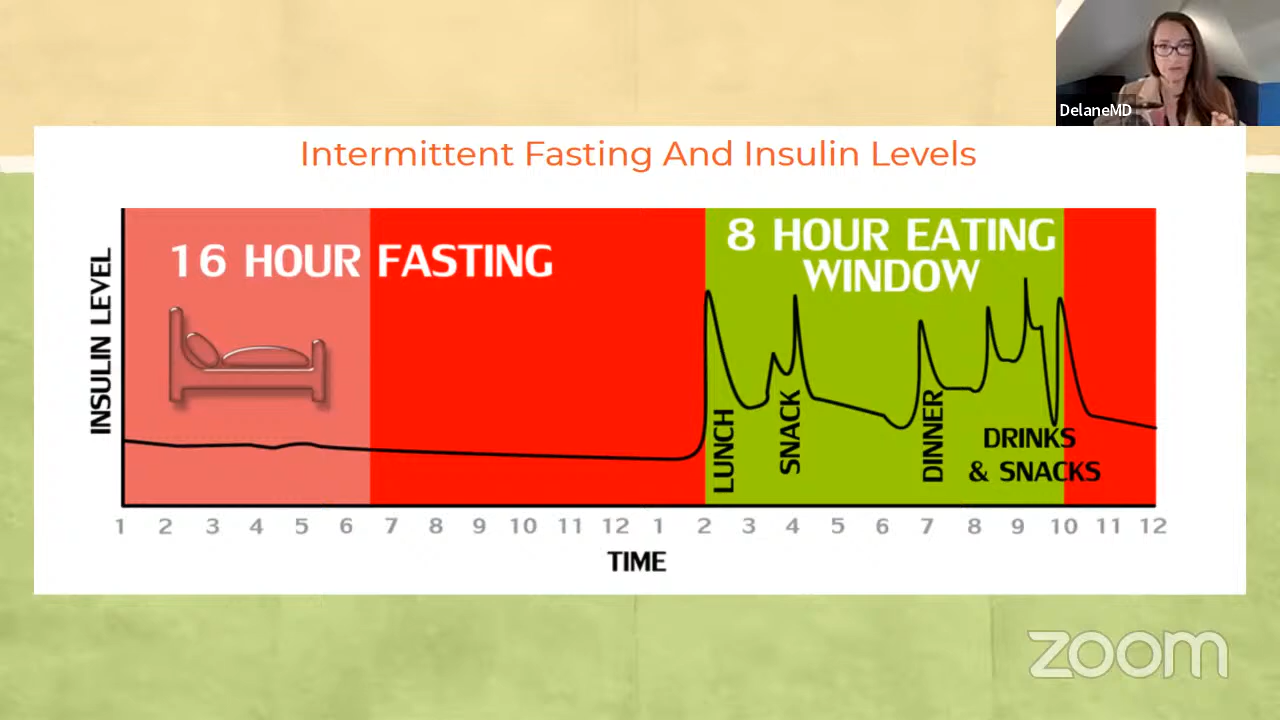 DelaneMD
Intermittent Fasting And Insulin Levels
16 HOUR FASTING
8 HOUR EATING
WINDOW
INSULIN LEVEL
LUNCH
SNACK
DINNER
DRINKS
& SNACKS
1 2 3 4 5 6 7 8 9 10 11 12 1 2 3 4 5 6 7 8 9 10 11 12
TIME
zoom